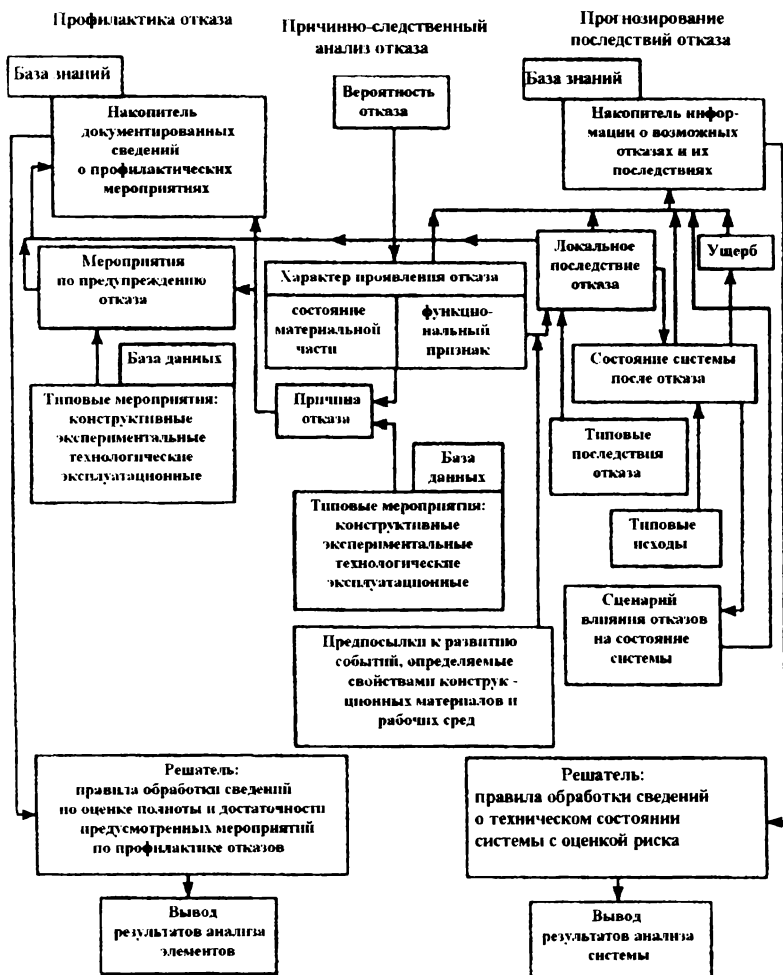 Профилактика отказа
Причинно-следственный
анализ отказа
Прогнозирование
последствий отказа
База знаний
Накопитель
документированных
сведений
о профилактических
мероприятиях
Вероятность
отказа
База знаний
Накопитель инфор-
мации о возможных
отказах и их
последствиях
Мероприятия
по предупреждению
отказа
Характер проявления отказа
состояние
материальной
части
функцио-
нальный
признак
Локальное
последствие
отказа
Ущерб
База данных
Типовые мероприятия:
конструктивные
экспериментальные
технологические
эксплуатационные
Причина
отказа
Состояние системы
после отказа
Типовые
последствия
отказа
База
данных
Типовые мероприятия:
конструктивные
экспериментальные
технологические
эксплуатационные
Типовые
исходы
Сценарий
влияния отказов
на состояние
системы
Предпосылки к развитию
событий, определяемые
свойствами конструк -
ционных материалов и
рабочих сред
Решатель:
правила обработки сведений
по оценке полноты и достаточности
предусмотренных мероприятий
по профилактике отказов
Решатель:
правила обработки сведений
о техническом состоянии
системы с оценкой риска
Вывод
результатов анализа
элементов
Вывод
результатов анализа
системы